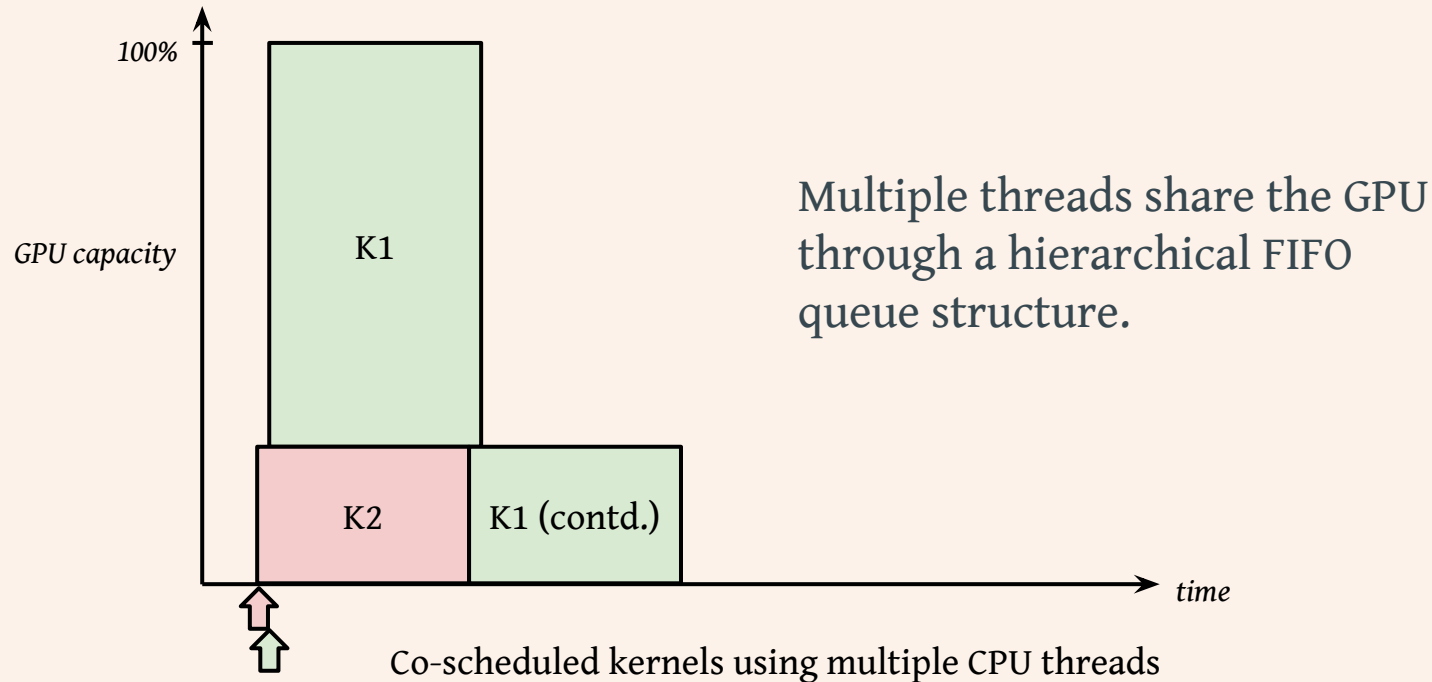 100%
GPU capacity
K1
K2
K1 (contd.)
time
Multiple threads share the GPU
through a hierarchical FIFO
queue structure.
Co-scheduled kernels using multiple CPU threads